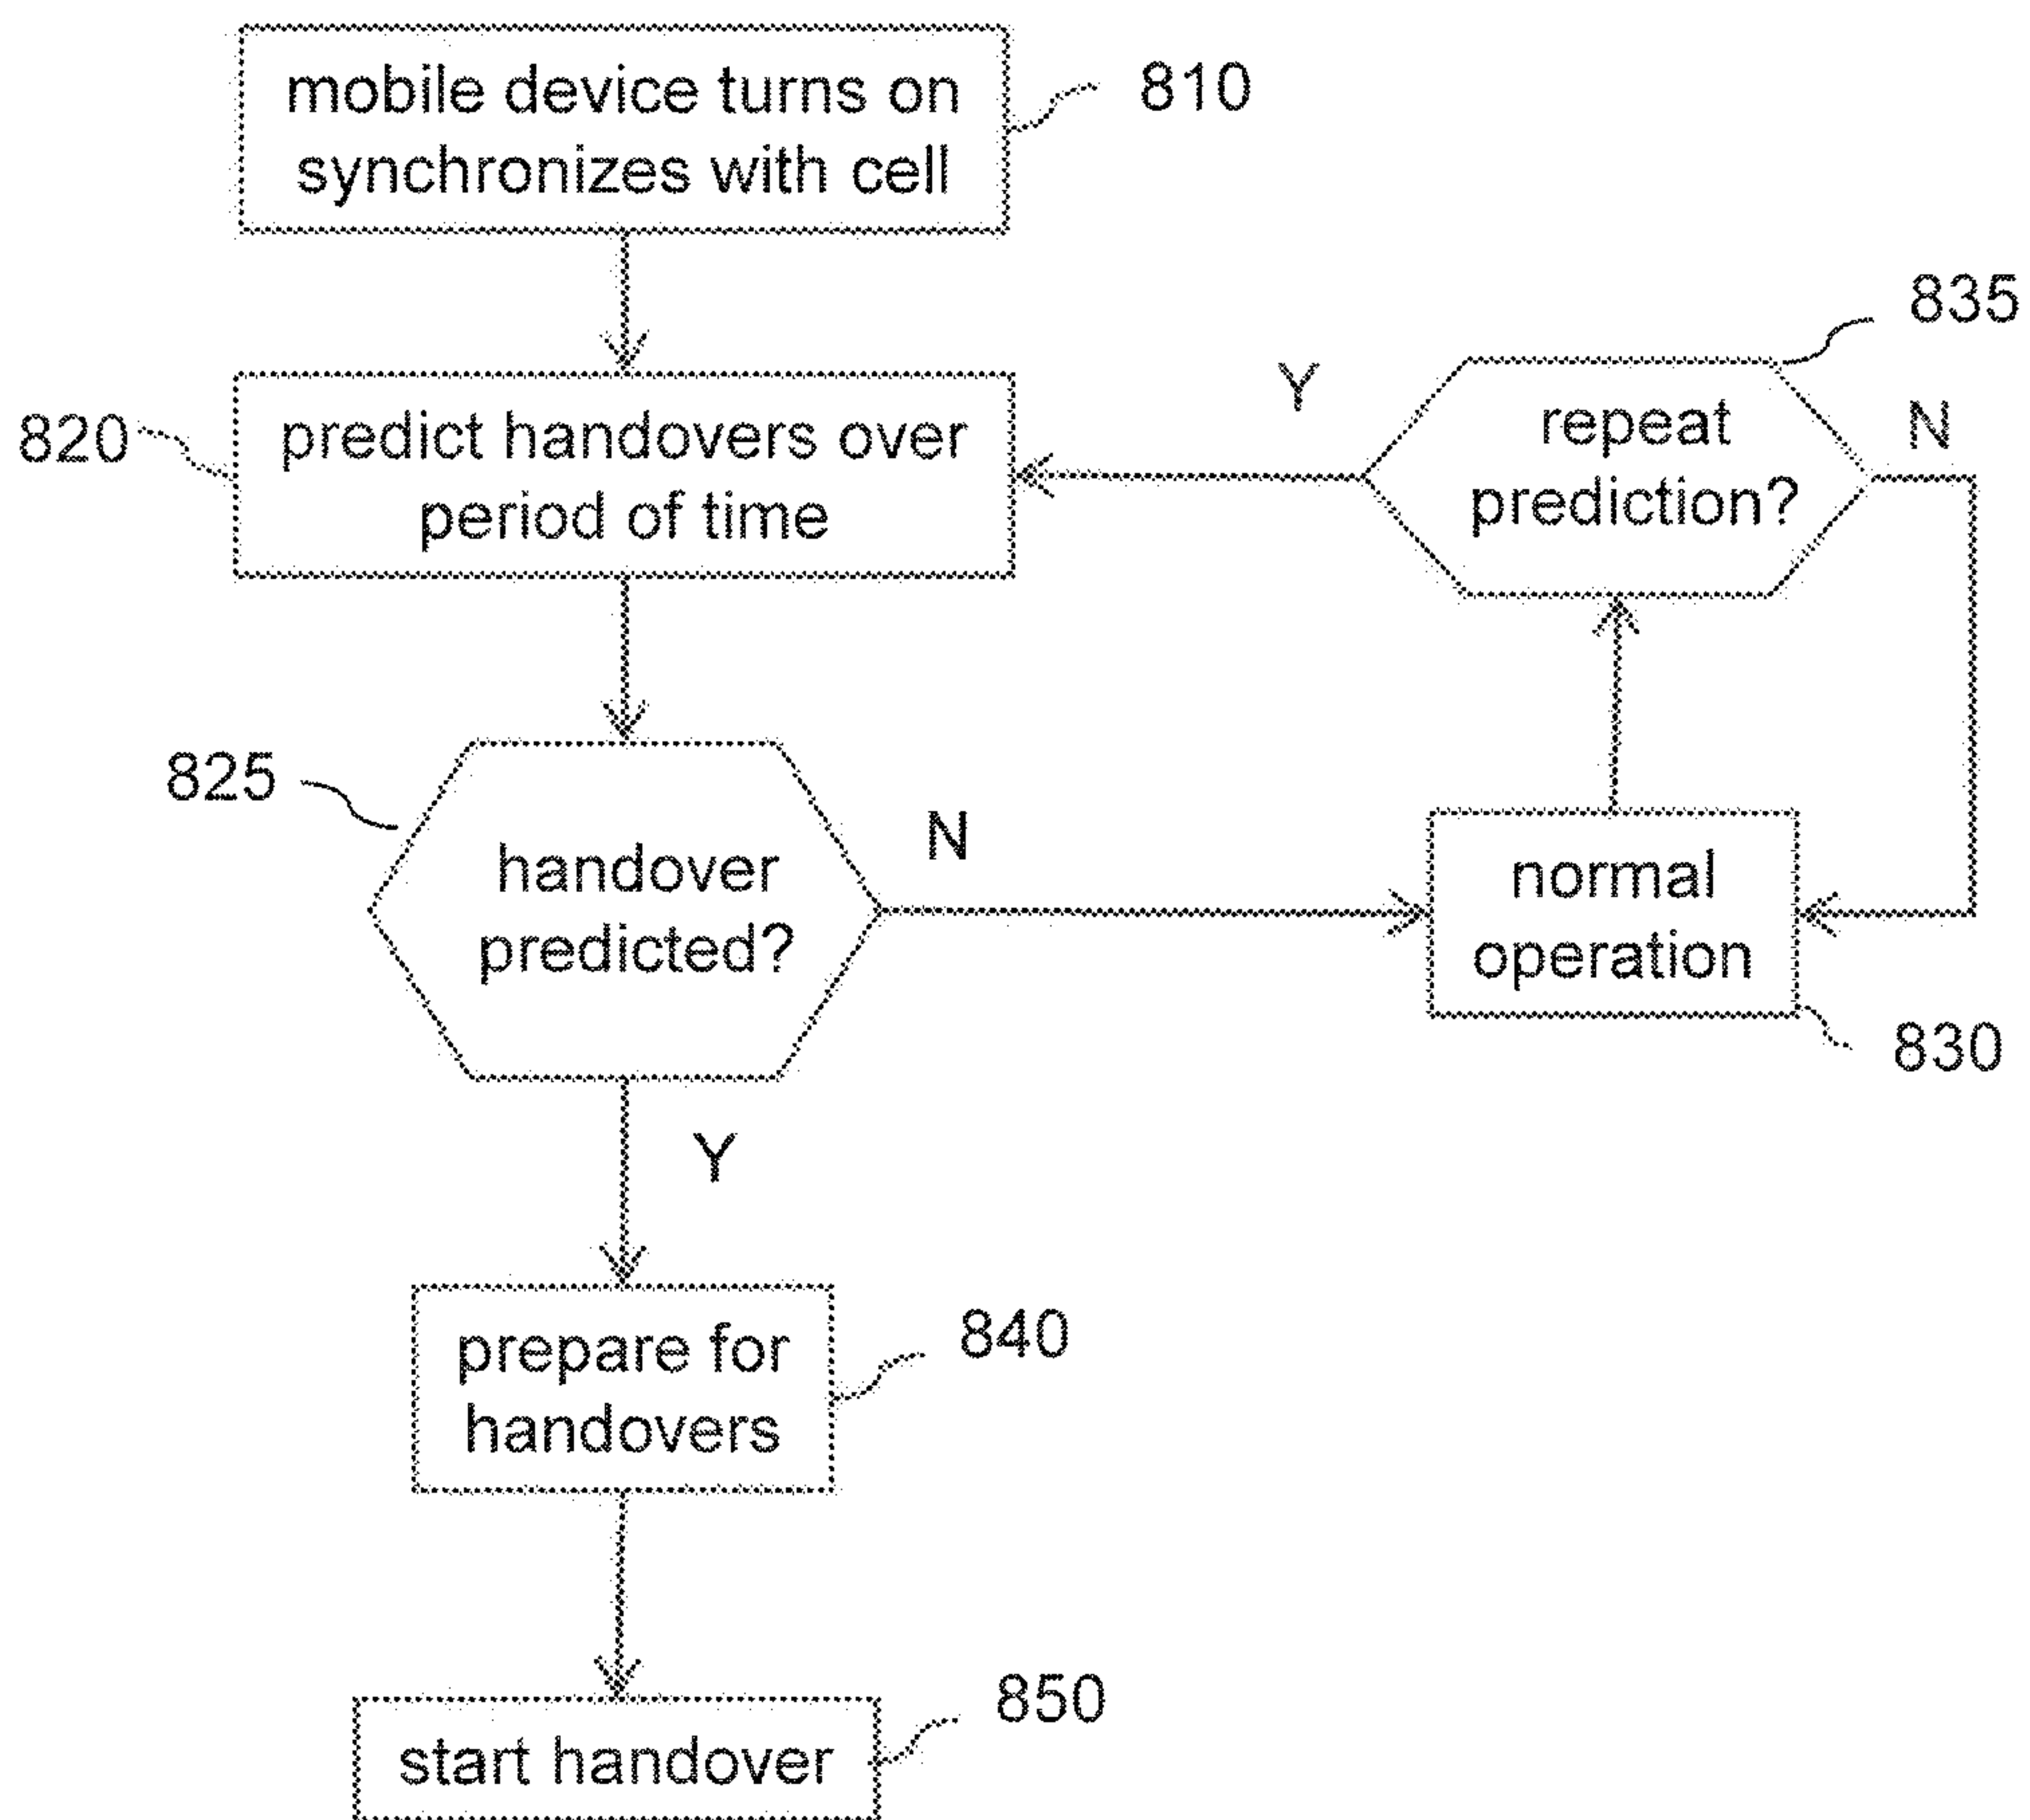 mobile device turns on
synchronizes with cell
810
835
820
predict handovers over
period of time
Y
repeat
prediction?
N
825
handover
predicted?
N
normal
operation
830
Y
prepare for
handovers
840
850
start handover